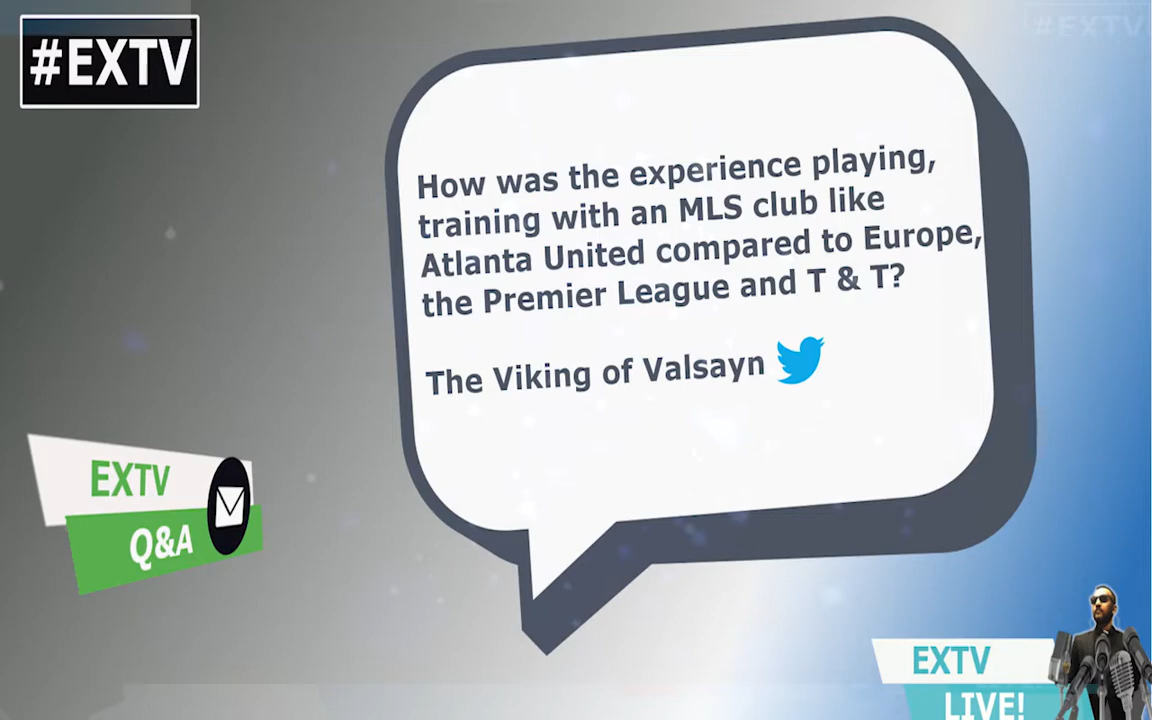 #EXTV
#EXTV
How was the experience playing,
training with an MLS club like
Atlanta United compared to Europe,
the Premier League and T & T?
The Viking of Valsayn
EXTV
Q&A
EXTV
LIVE!